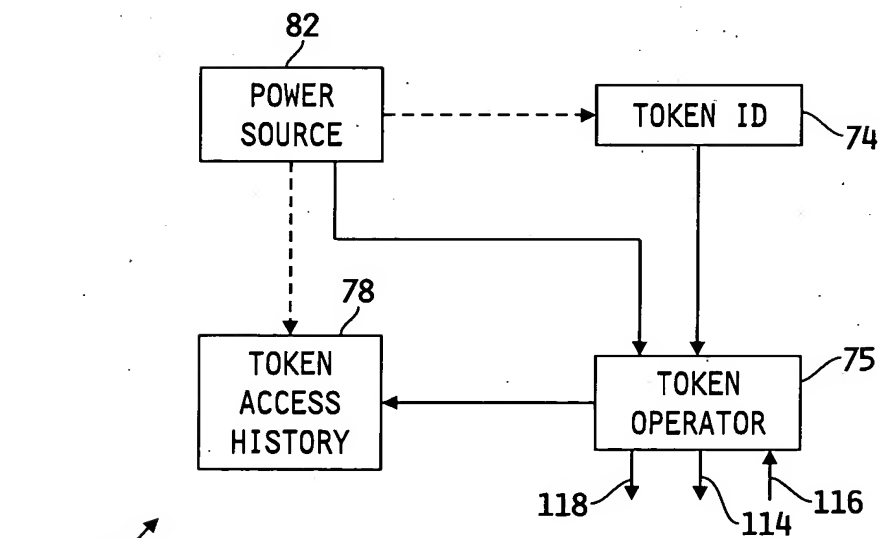 82
POWER
SOURCE
TOKEN ID
74
78
TOKEN
ACCESS
HISTORY
75
TOKEN
OPERATOR
118
114
116